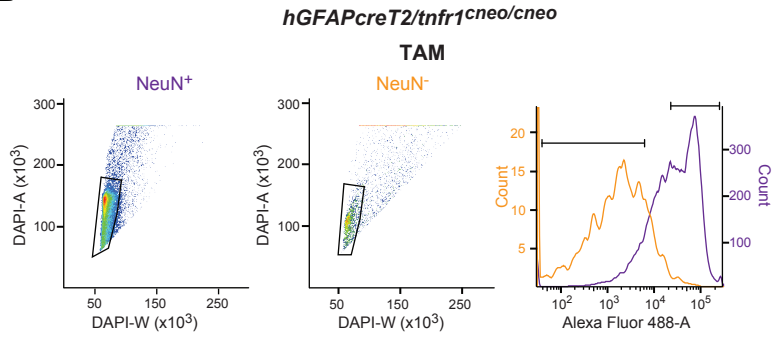 hGFAPcreT2/tnfr1cneo/cneo
TAM
NeuN+
NeuN-
300
200
100
DAPI-A (x10³)
50
150
250
DAPI-W (x10³)
300
200
100
DAPI-A (x10³)
50
150
250
DAPI-W (x10³)
20
15
10
5
Count
300
200
100
Count
10²
10³
10⁴
10⁵
Alexa Fluor 488-A